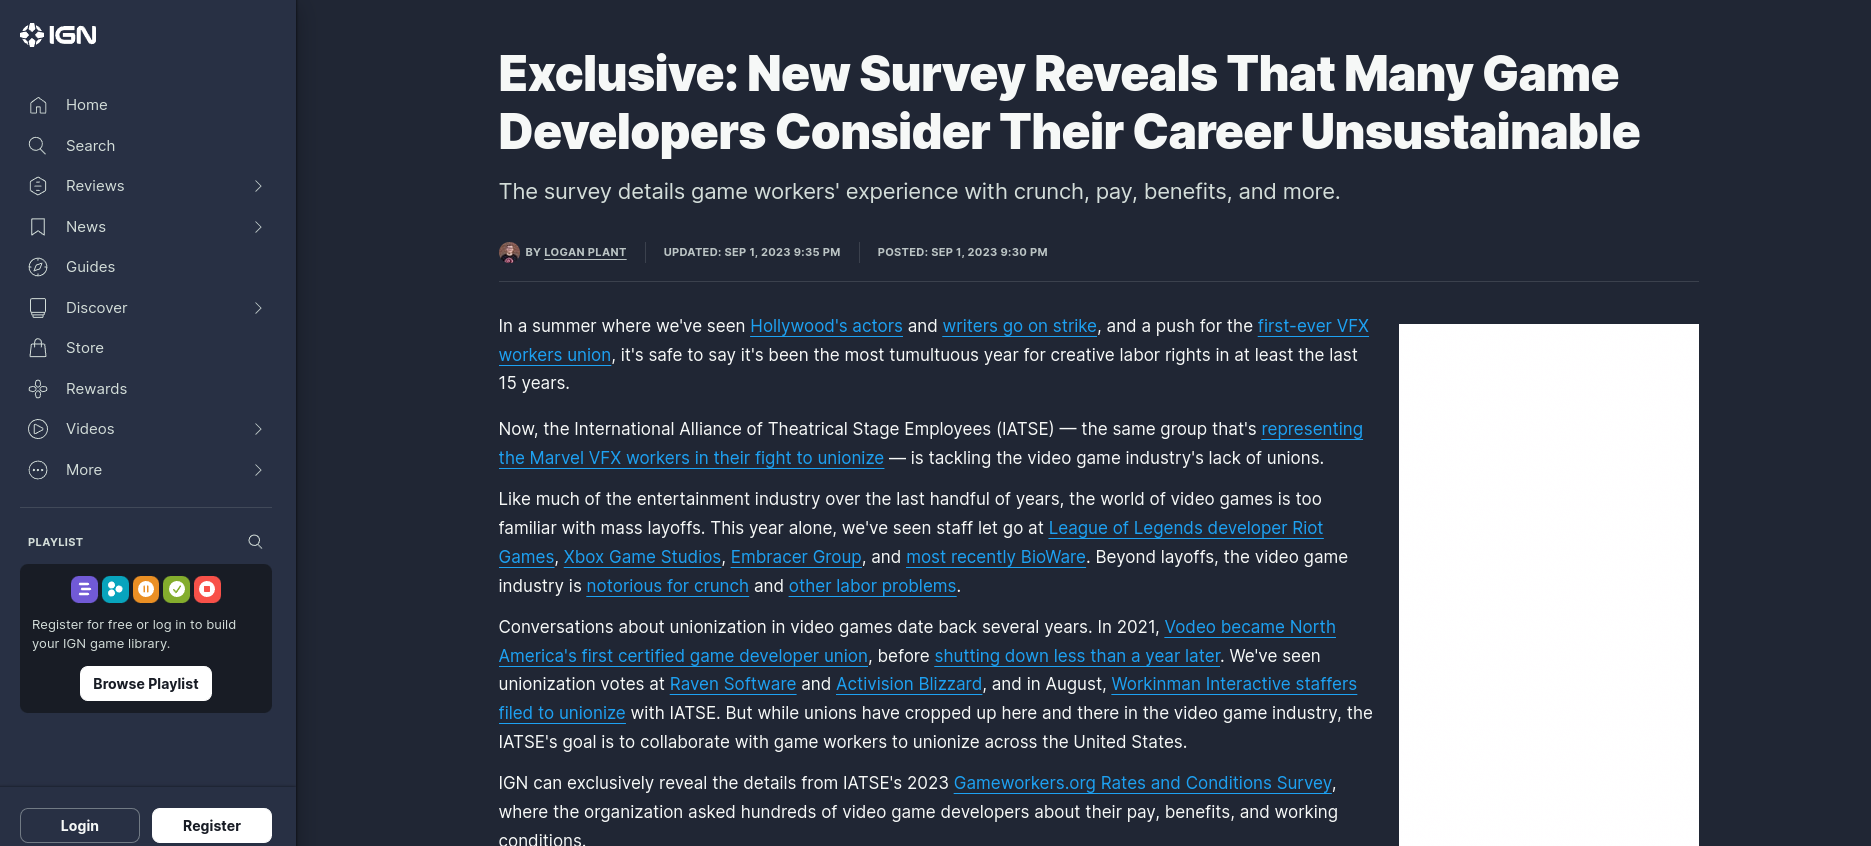 IGN
Home
Search
Reviews
News
Guides
Discover
Store
Rewards
Videos
More
PLAYLIST
Register for free or log in to build
your IGN game library.
Browse Playlist
Login
Register
Exclusive: New Survey Reveals That Many Game
Developers Consider Their Career Unsustainable
The survey details game workers' experience with crunch, pay, benefits, and more.
BY LOGAN PLANT
UPDATED: SEP 1, 2023 9:35 PM
POSTED: SEP 1, 2023 9:30 PM
In a summer where we've seen Hollywood's actors and writers go on strike, and a push for the first-ever VFX
workers union, it's safe to say it's been the most tumultuous year for creative labor rights in at least the last
15 years.
Now, the International Alliance of Theatrical Stage Employees (IATSE) — the same group that's representing
the Marvel VFX workers in their fight to unionize — is tackling the video game industry's lack of unions.
Like much of the entertainment industry over the last handful of years, the world of video games is too
familiar with mass layoffs. This year alone, we've seen staff let go at League of Legends developer Riot
Games, Xbox Game Studios, Embracer Group, and most recently BioWare. Beyond layoffs, the video game
industry is notorious for crunch and other labor problems.
Conversations about unionization in video games date back several years. In 2021, Vodeo became North
America's first certified game developer union, before shutting down less than a year later. We've seen
unionization votes at Raven Software and Activision Blizzard, and in August, Workinman Interactive staffers
filed to unionize with IATSE. But while unions have cropped up here and there in the video game industry, the
IATSE's goal is to collaborate with game workers to unionize across the United States.
IGN can exclusively reveal the details from IATSE's 2023 Gameworkers.org Rates and Conditions Survey,
where the organization asked hundreds of video game developers about their pay, benefits, and working
conditions.